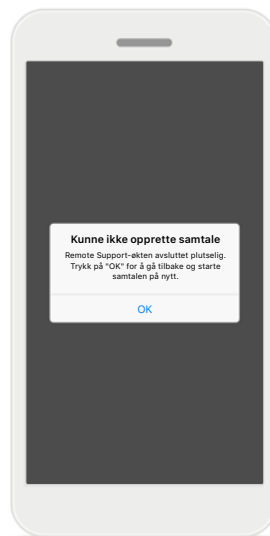 Kunne ikke opprette samtale
Remote Support-økten avsluttet plutselig.
Trykk på "OK" for å gå tilbake og starte
samtalen på nytt.
OK